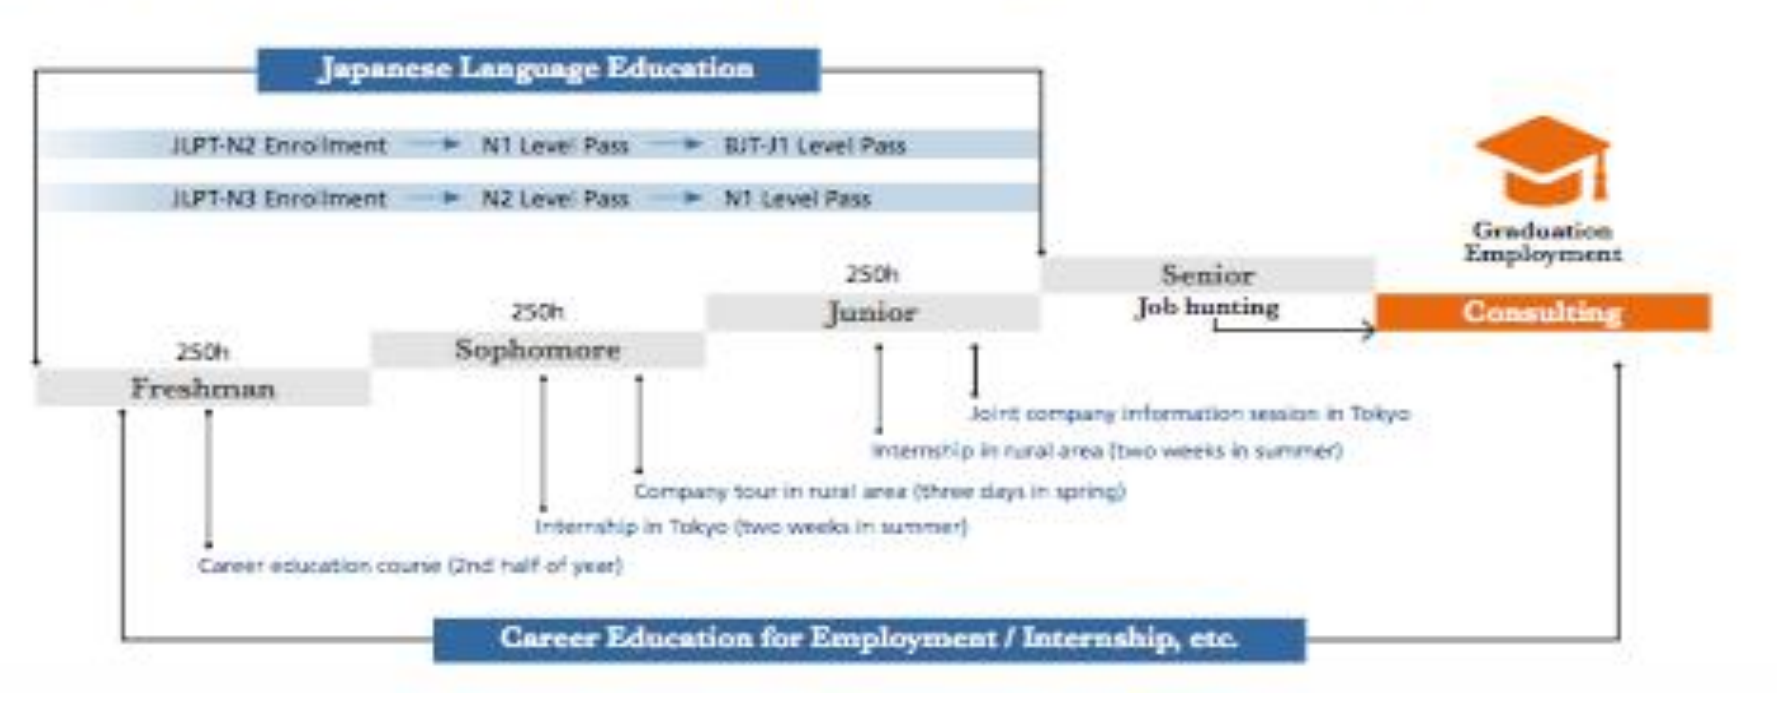 Japanese Language Education
JLPT-N2 Enrollment N1 Level Pass BJT-J1 Level Pass
JLPT-N3 Enrollment N2 Level Pass N1 Level Pass
Graduation
Employment
250h
Senior
250h
Junior
Job hunting
Consulting
250h
Sophomore
Freshman
Joint company information session in Tokyo
Internship in rural area (two weeks in summer)
Company tour in rural area (three days in spring)
Internship in Tokyo (two weeks in summer)
Career education course (2nd half of year)
Career Education for Employment / Internship, etc.